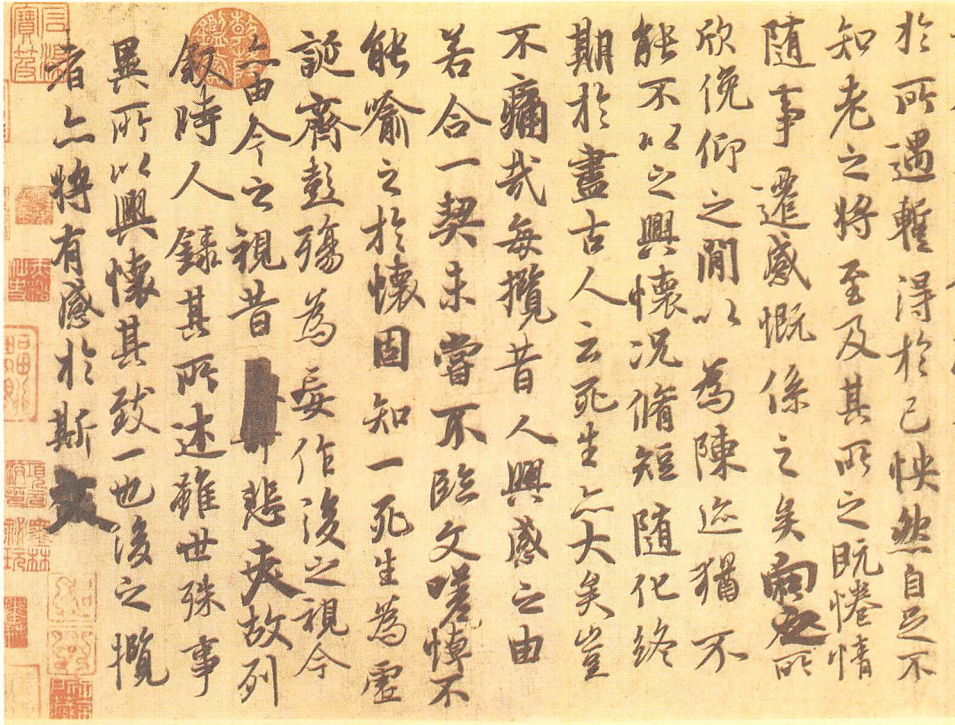 於所遇暫得於己怏然自足不
知老之將至及其所之既惓情
随事遷感慨係之矣向之所
欣俛仰之閒以為陳迹猶不
能不以之興懷況脩短随化終
期於盡古人云死生亦大矣豈
不痛哉每攬昔人興感之由
若合一契未嘗不臨文嗟悼不
能喻之於懷固知一死生為虛
誕齊彭殤為妄作後之視今
亦由今之視昔悲夫故列
敘時人錄其所述雖世殊事
異所以興懷其致一也後之攬
者亦將有感於斯文